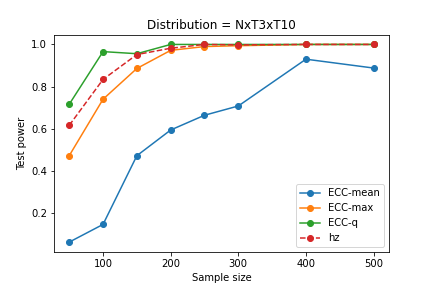 Distribution = NxT3xT10
Test power
1.0
0.8
0.6
0.4
0.2
100
200
300
400
500
Sample size
ECC-mean
ECC-max
ECC-q
hz